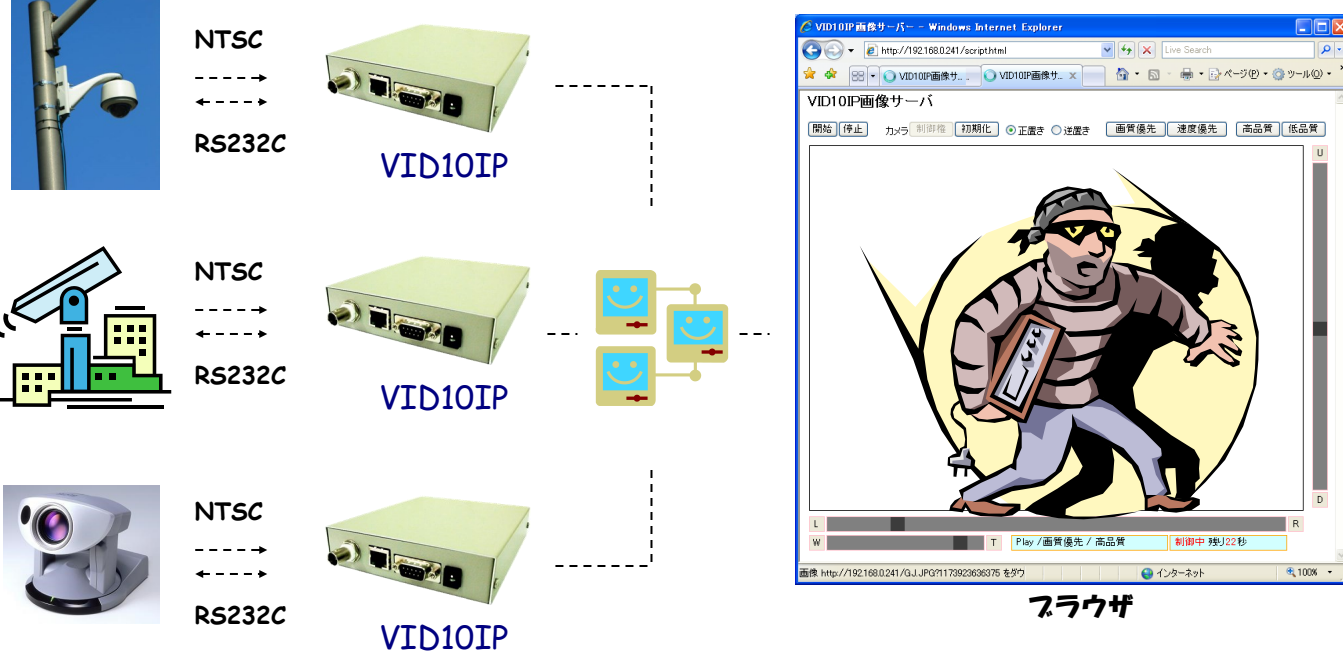 NTSC
RS232C
VID10IP
NTSC
RS232C
VID10IP
NTSC
RS232C
VID10IP
VID10IP画像サーバー - Windows Internet Explorer
http://192.168.0.241/script.html
Live Search
VID10IP画像サ...
VID10IP画像サ...
ページ(P)
ツール(O)
VID10IP画像サーバ
開始 停止 カメラ 制御権 初期化 正置き 逆置き 画質優先 速度優先 高品質 低品質
U
D
L R
W T Play /画質優先 / 高品質 制御中 残り22秒
画像 http://192.168.0.241/GJ.JPG?1173923636375 をダウ インターネット 100%
ブラウザ